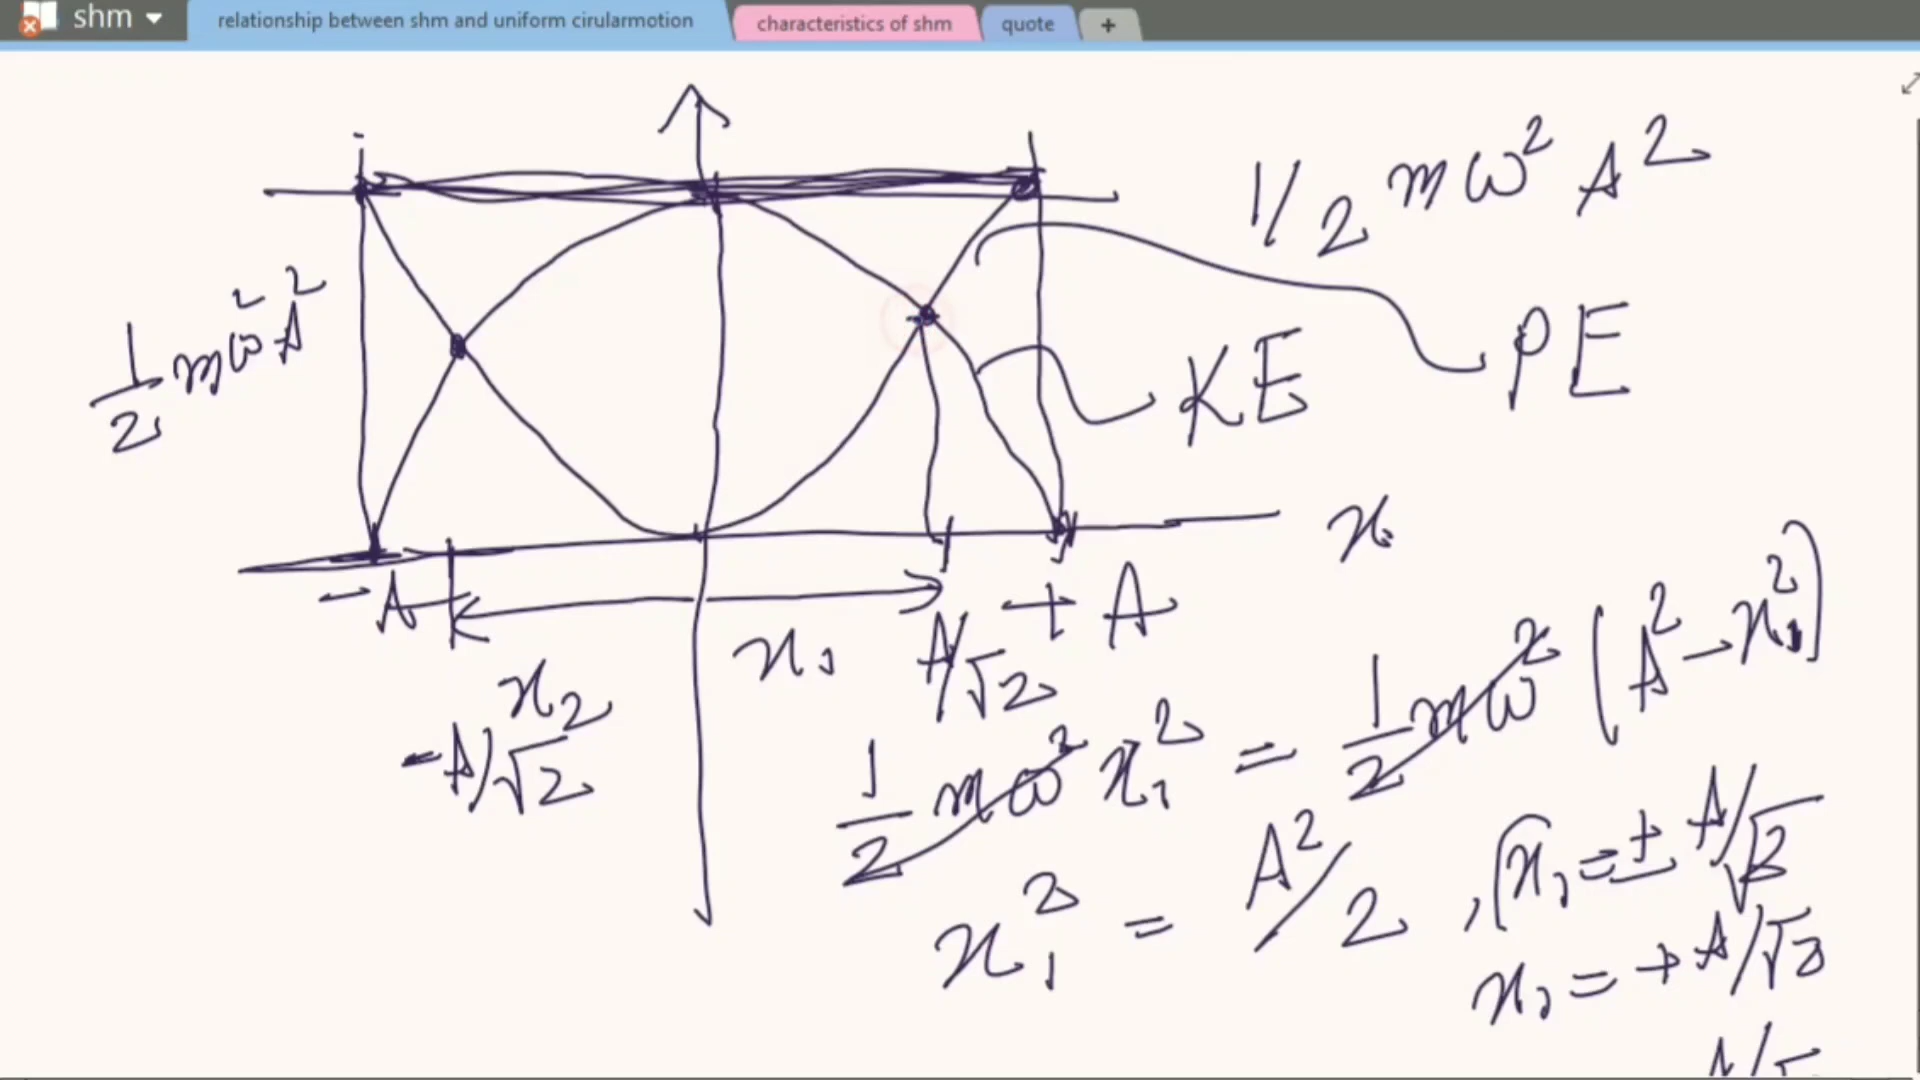 shm
relationship between shm and uniform cirularmotion
characteristics of shm
quote
+
1/2 mω² A²
1/2 mω²A²
PE
KE
x
-A
+A
x₁
A/√2
x₂
-A/√2
1/2 mω² x₁² = 1/2 mω² (A² - x₁²)
x₁² = A²/2 , x₁ = ± A/√2
x₁ = + A/√2